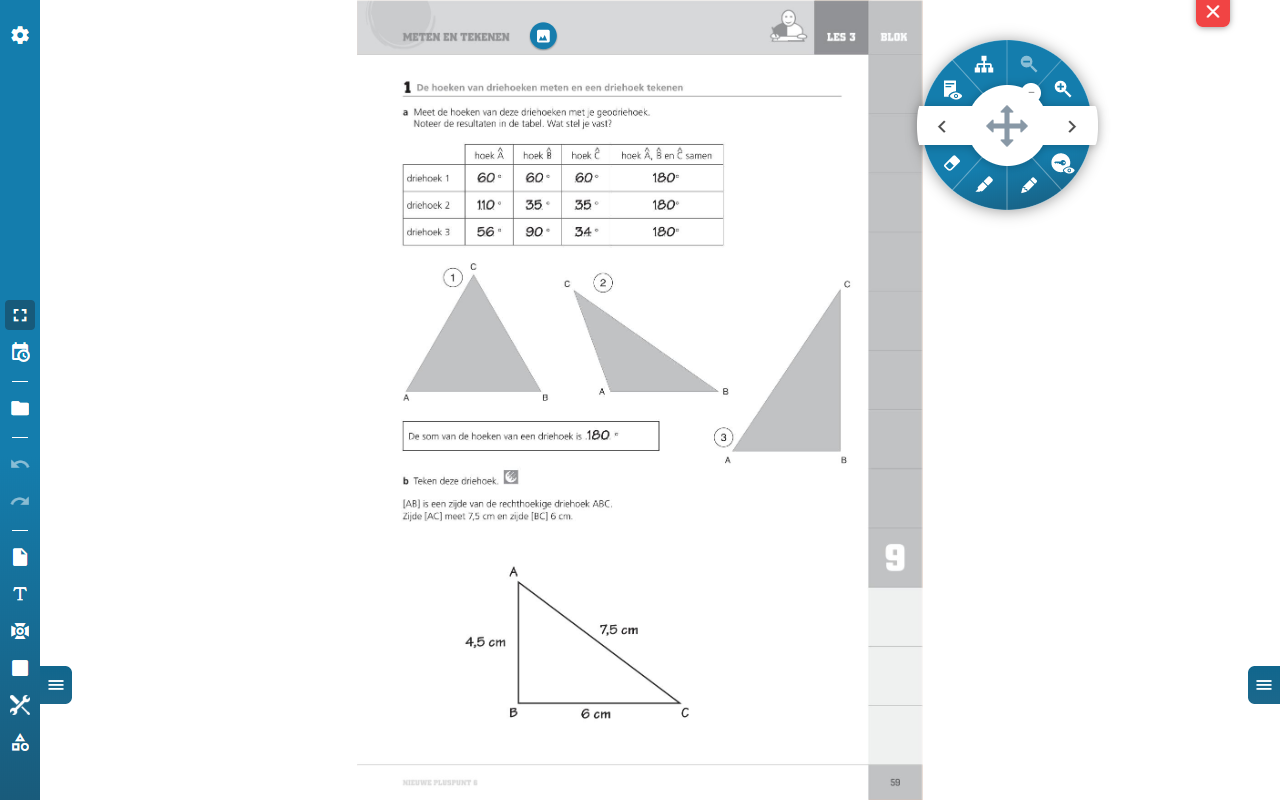 METEN EN TEKENEN
LES 3
BLOK
1 De hoeken van driehoeken meten en een driehoek tekenen
a Meet de hoeken van deze driehoeken met je geodriehoek.
Noteer de resultaten in de tabel. Wat stel je vast?
hoek Â hoek B̂ hoek Ĉ hoek Â, B̂ en Ĉ samen
driehoek 1 60 ° 60 ° 60 ° 180°
driehoek 2 110 ° 35 ° 35 ° 180°
driehoek 3 56 ° 90 ° 34 ° 180°
1
C
A
B
2
C
A
B
3
C
A
B
De som van de hoeken van een driehoek is 180 °
b Teken deze driehoek.
[AB] is een zijde van de rechthoekige driehoek ABC.
Zijde [AC] meet 7,5 cm en zijde [BC] 6 cm.
9
A
4,5 cm
7,5 cm
B
6 cm
C
NIEUWE PLUSPUNT 6
59
T